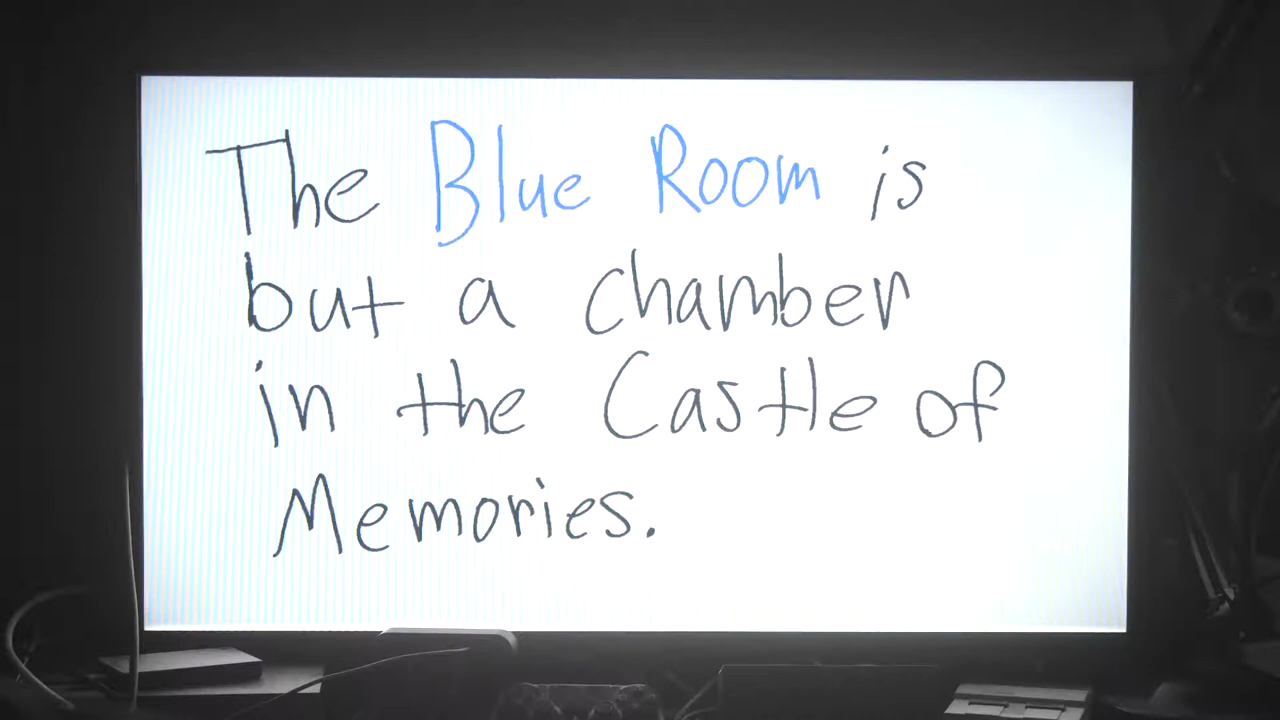 The Blue Room is
but a chamber
in the Castle of
Memories.